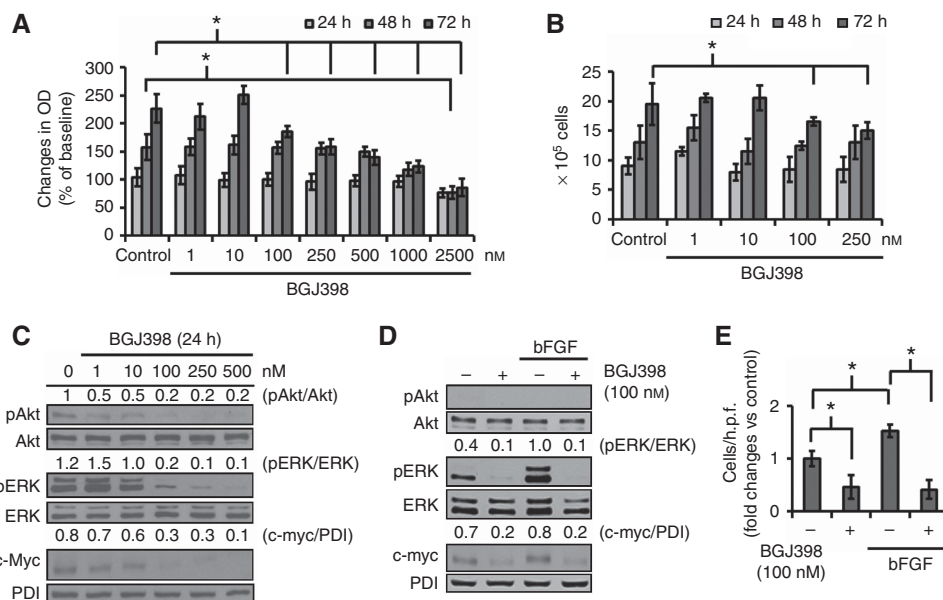 A
24 h 48 h 72 h
*
*
Changes in OD
(% of baseline)
300
250
200
150
100
50
0
Control 1 10 100 250 500 1000 2500 nM
BGJ398
B
24 h 48 h 72 h
*
× 10⁵ cells
25
20
15
10
5
0
Control 1 10 100 250 nM
BGJ398
C
BGJ398 (24 h)
0 1 10 100 250 500 nM
1 0.5 0.5 0.2 0.2 0.2 (pAkt/Akt)
pAkt
Akt
1.2 1.5 1.0 0.2 0.1 0.1 (pERK/ERK)
pERK
ERK
0.8 0.7 0.6 0.3 0.3 0.1 (c-myc/PDI)
c-Myc
PDI
D
bFGF
− + − + BGJ398
(100 nM)
pAkt
Akt
0.4 0.1 1.0 0.1 (pERK/ERK)
pERK
ERK
0.7 0.2 0.8 0.2 (c-myc/PDI)
c-myc
PDI
E
Cells/h.p.f.
(fold changes vs control)
*
*
*
2
1
0
− + − +
BGJ398
(100 nM)
bFGF